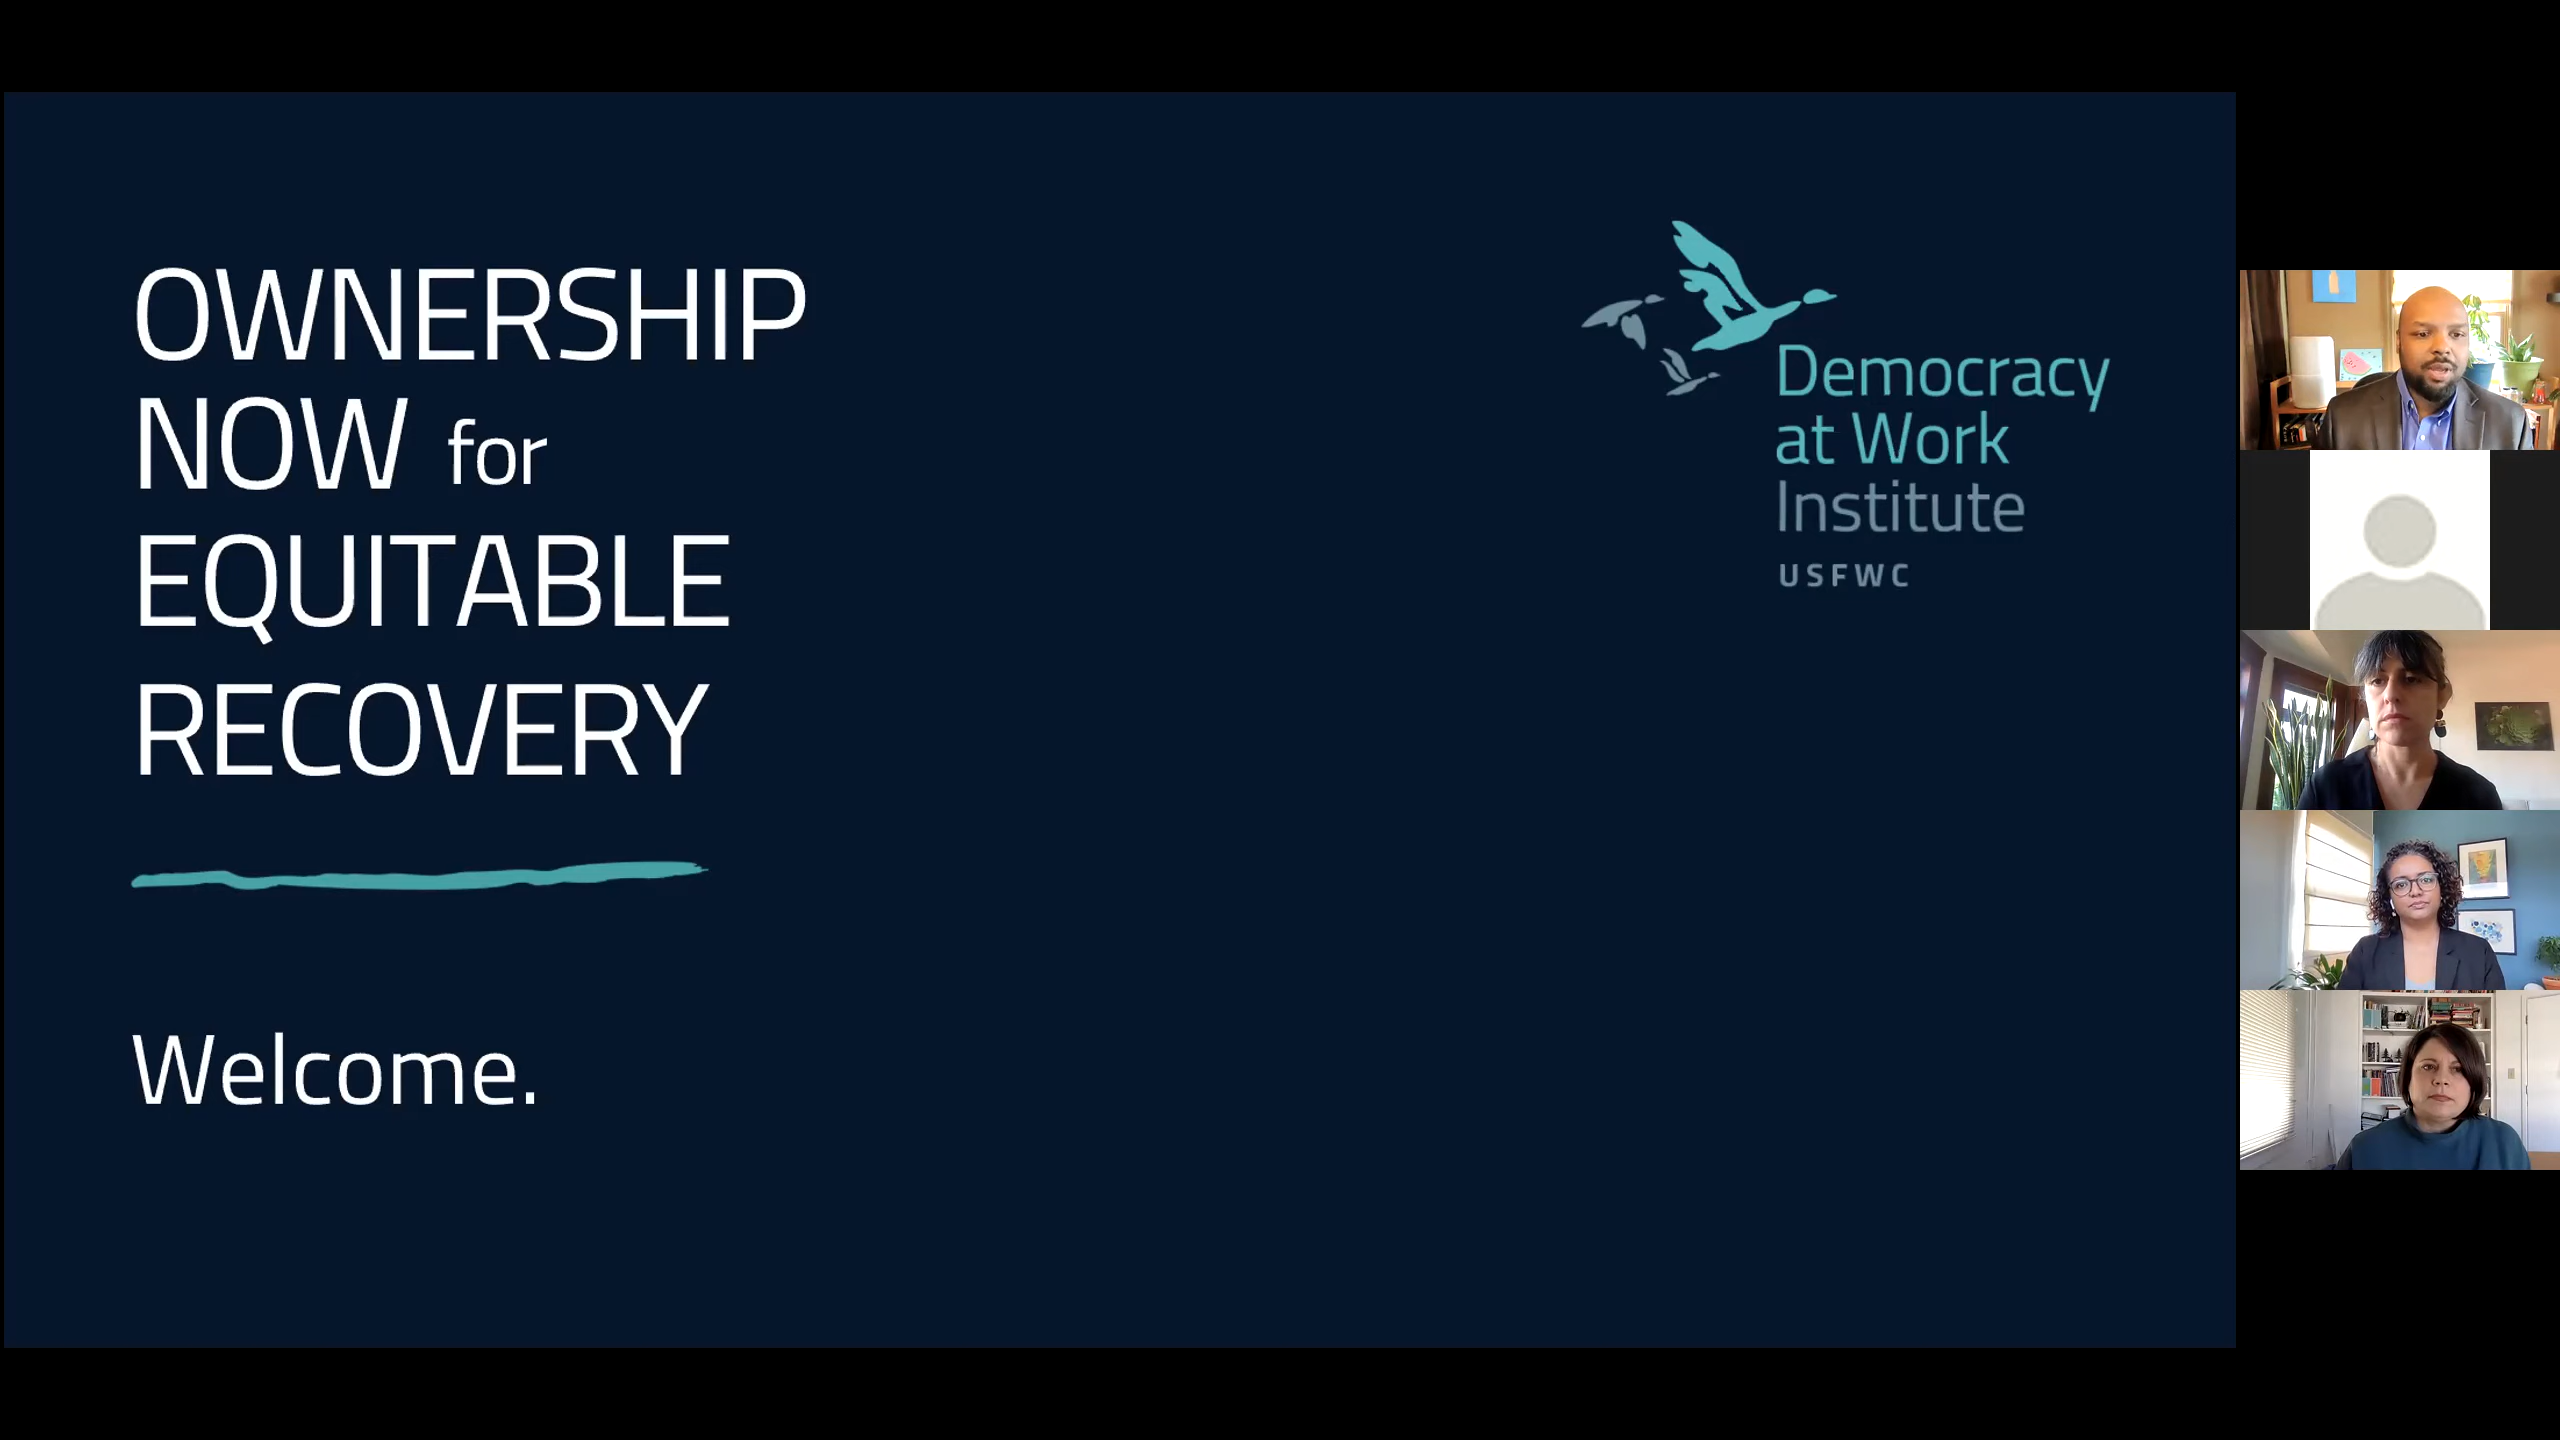 OWNERSHIP
NOW for
EQUITABLE
RECOVERY
Welcome.
Democracy
at Work
Institute
USFWC